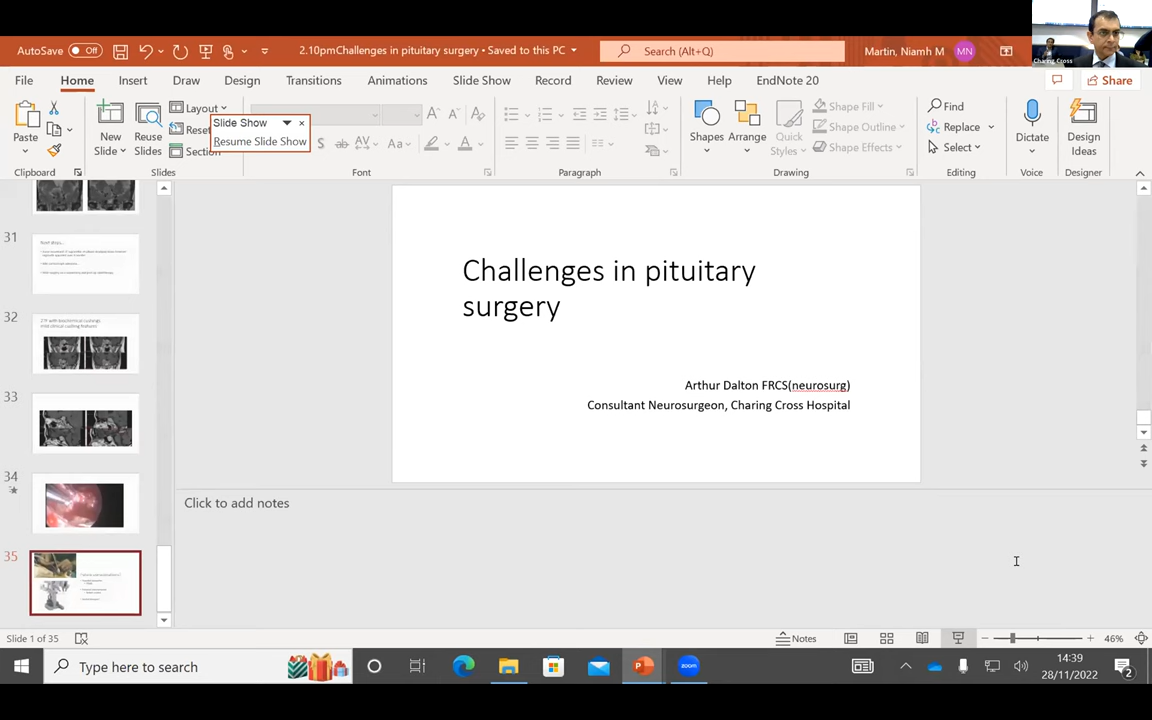 AutoSave
Off
2.10pmChallenges in pituitary surgery • Saved to this PC
Search (Alt+Q)
Martin, Niamh M
MN
Charing Cross
File
Home
Insert
Draw
Design
Transitions
Animations
Slide Show
Record
Review
View
Help
EndNote 20
Share
Paste
New
Slide
Reuse
Slides
Layout
Reset
Section
Slide Show
Resume Slide Show
Shapes
Arrange
Quick
Styles
Shape Fill
Shape Outline
Shape Effects
Find
Replace
Select
Dictate
Design
Ideas
Clipboard
Slides
Font
Paragraph
Drawing
Editing
Voice
Designer
31
32
33
34
35
Challenges in pituitary
surgery
Arthur Dalton FRCS(neurosurg)
Consultant Neurosurgeon, Charing Cross Hospital
Click to add notes
Slide 1 of 35
Notes
46%
Type here to search
zoom
14:39
28/11/2022
2